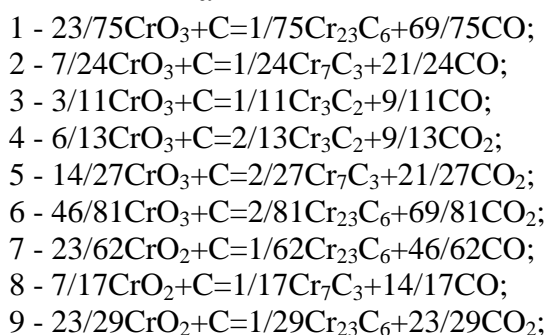 1 - 23/75CrO₃+C=1/75Cr₂₃C₆+69/75CO;
2 - 7/24CrO₃+C=1/24Cr₇C₃+21/24CO;
3 - 3/11CrO₃+C=1/11Cr₃C₂+9/11CO;
4 - 6/13CrO₃+C=2/13Cr₃C₂+9/13CO₂;
5 - 14/27CrO₃+C=2/27Cr₇C₃+21/27CO₂;
6 - 46/81CrO₃+C=2/81Cr₂₃C₆+69/81CO₂;
7 - 23/62CrO₂+C=1/62Cr₂₃C₆+46/62CO;
8 - 7/17CrO₂+C=1/17Cr₇C₃+14/17CO;
9 - 23/29CrO₂+C=1/29Cr₂₃C₆+23/29CO₂;